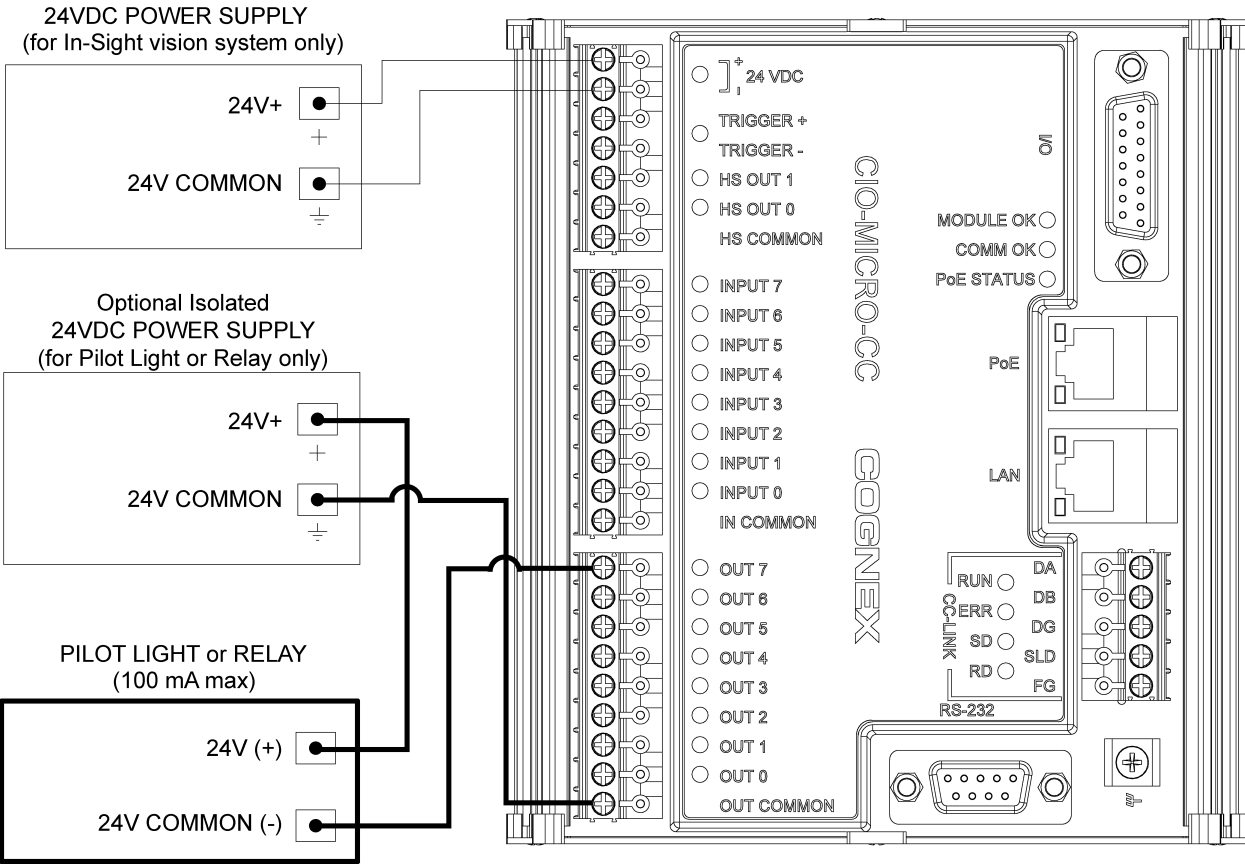 24VDC POWER SUPPLY
(for In-Sight vision system only)
24V+
+
24V COMMON
Optional Isolated
24VDC POWER SUPPLY
(for Pilot Light or Relay only)
24V+
+
24V COMMON
PILOT LIGHT or RELAY
(100 mA max)
24V (+)
24V COMMON (-)
+
-
24 VDC
TRIGGER +
TRIGGER -
HS OUT 1
HS OUT 0
HS COMMON
INPUT 7
INPUT 6
INPUT 5
INPUT 4
INPUT 3
INPUT 2
INPUT 1
INPUT 0
IN COMMON
OUT 7
OUT 6
OUT 5
OUT 4
OUT 3
OUT 2
OUT 1
OUT 0
OUT COMMON
CIO-MICRO-CC
COGNEX
I/O
MODULE OK
COMM OK
PoE STATUS
PoE
LAN
CC-LINK
RUN
ERR
SD
RD
DA
DB
DG
SLD
FG
RS-232